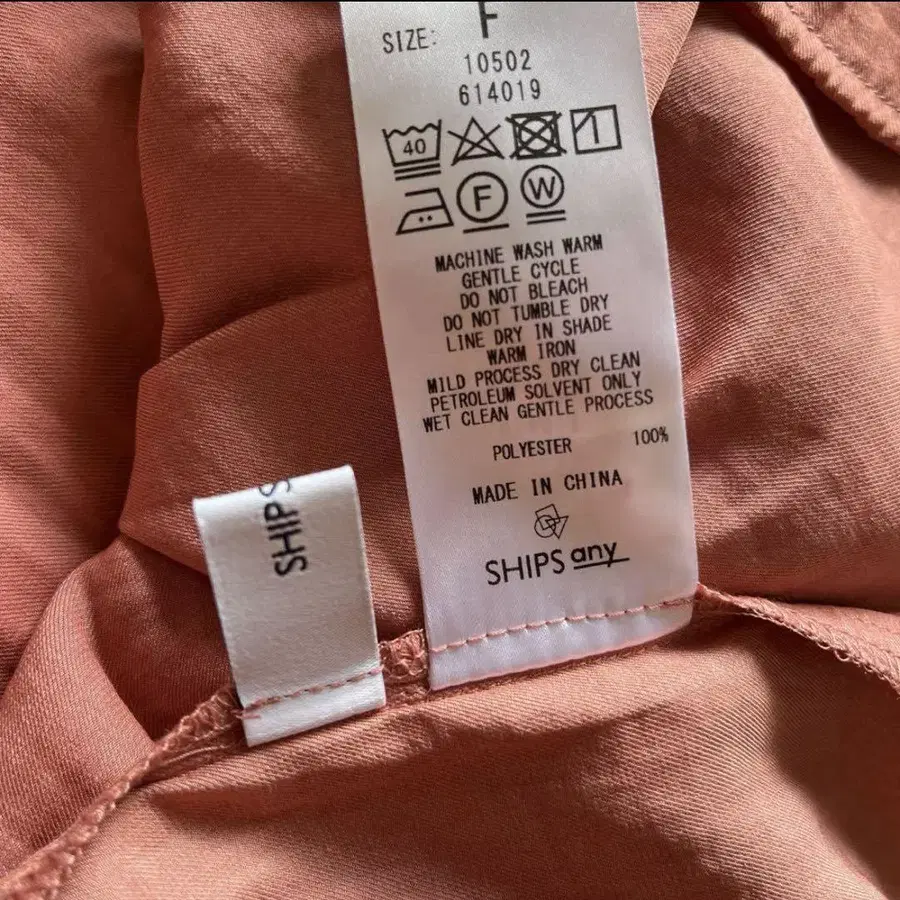 SIZE: F
10502
614019
40
F W
MACHINE WASH WARM
GENTLE CYCLE
DO NOT BLEACH
DO NOT TUMBLE DRY
LINE DRY IN SHADE
WARM IRON
MILD PROCESS DRY CLEAN
PETROLEUM SOLVENT ONLY
WET CLEAN GENTLE PROCESS
POLYESTER 100%
MADE IN CHINA
SHIPS any
SHIPS